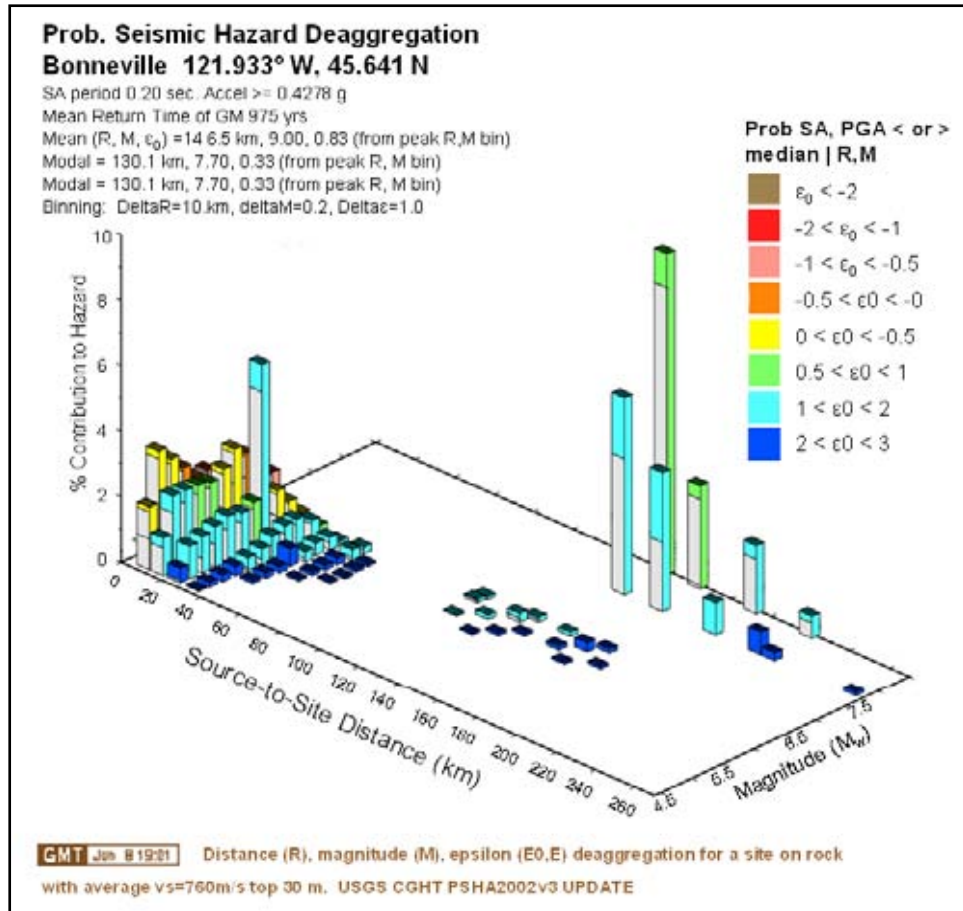 Prob. Seismic Hazard Deaggregation
Bonneville 121.933° W, 45.641 N
SA period 0.20 sec. Accel >= 0.4278 g
Mean Return Time of GM 975 yrs
Mean (R, M, ε₀) =14 6.5 km, 9.00, 0.83 (from peak R,M bin)
Modal = 130.1 km, 7.70, 0.33 (from peak R, M bin)
Modal = 130.1 km, 7.70, 0.33 (from peak R, M bin)
Binning: DeltaR=10.km, deltaM=0.2, Deltaε=1.0
Prob SA, PGA < or >
median | R,M
ε₀ < -2
-2 < ε₀ < -1
-1 < ε₀ < -0.5
-0.5 < ε0 < -0
0 < ε0 < -0.5
0.5 < ε0 < 1
1 < ε0 < 2
2 < ε0 < 3
% Contribution to Hazard
10
8
6
4
2
0
0 20 40 60 80 100 120 140 160 180 200 220 240 260
Source-to-Site Distance (km)
4.6 5.5 6.6 7.5
Magnitude (Mw)
GMT Jan 8 19:01 Distance (R), magnitude (M), epsilon (E0,E) deaggregation for a site on rock
with average vs=760m/s top 30 m. USGS CGHT PSHA2002v3 UPDATE